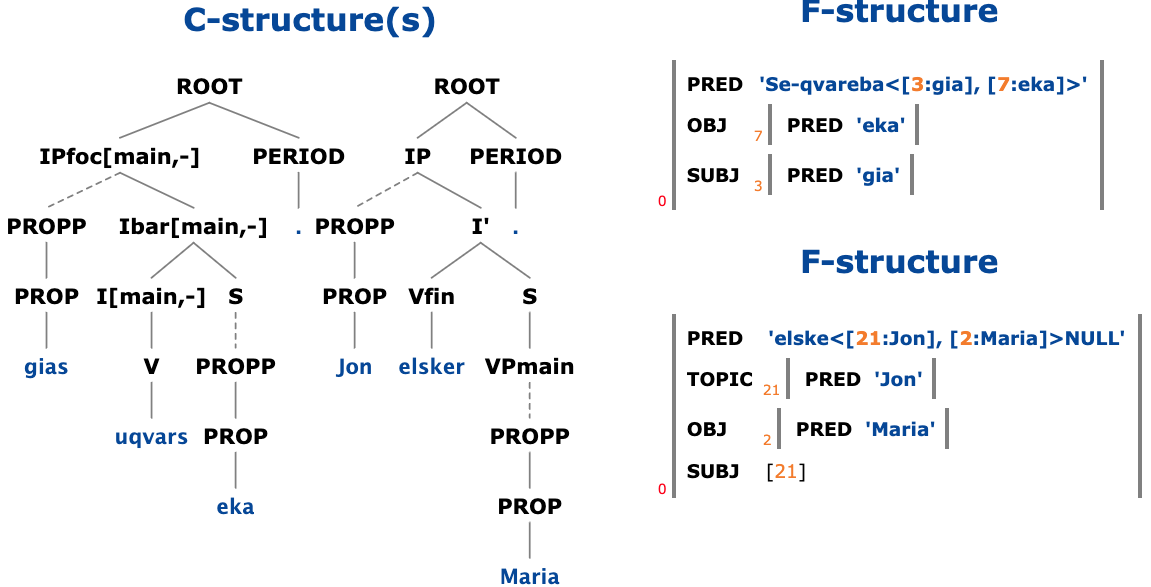 C-structure(s)
ROOT ROOT
IPfoc[main,-] PERIOD IP PERIOD
PROPP Ibar[main,-] . PROPP I' .
PROP I[main,-] S PROP Vfin S
gias V PROPP Jon elsker VPmain
uqvars PROP PROPP
eka PROP
Maria
F-structure
PRED 'Se-qvareba<[3:gia], [7:eka]>'
OBJ 7 PRED 'eka'
SUBJ 3 PRED 'gia'
0
F-structure
PRED 'elske<[21:Jon], [2:Maria]>NULL'
TOPIC 21 PRED 'Jon'
OBJ 2 PRED 'Maria'
SUBJ [21]
0